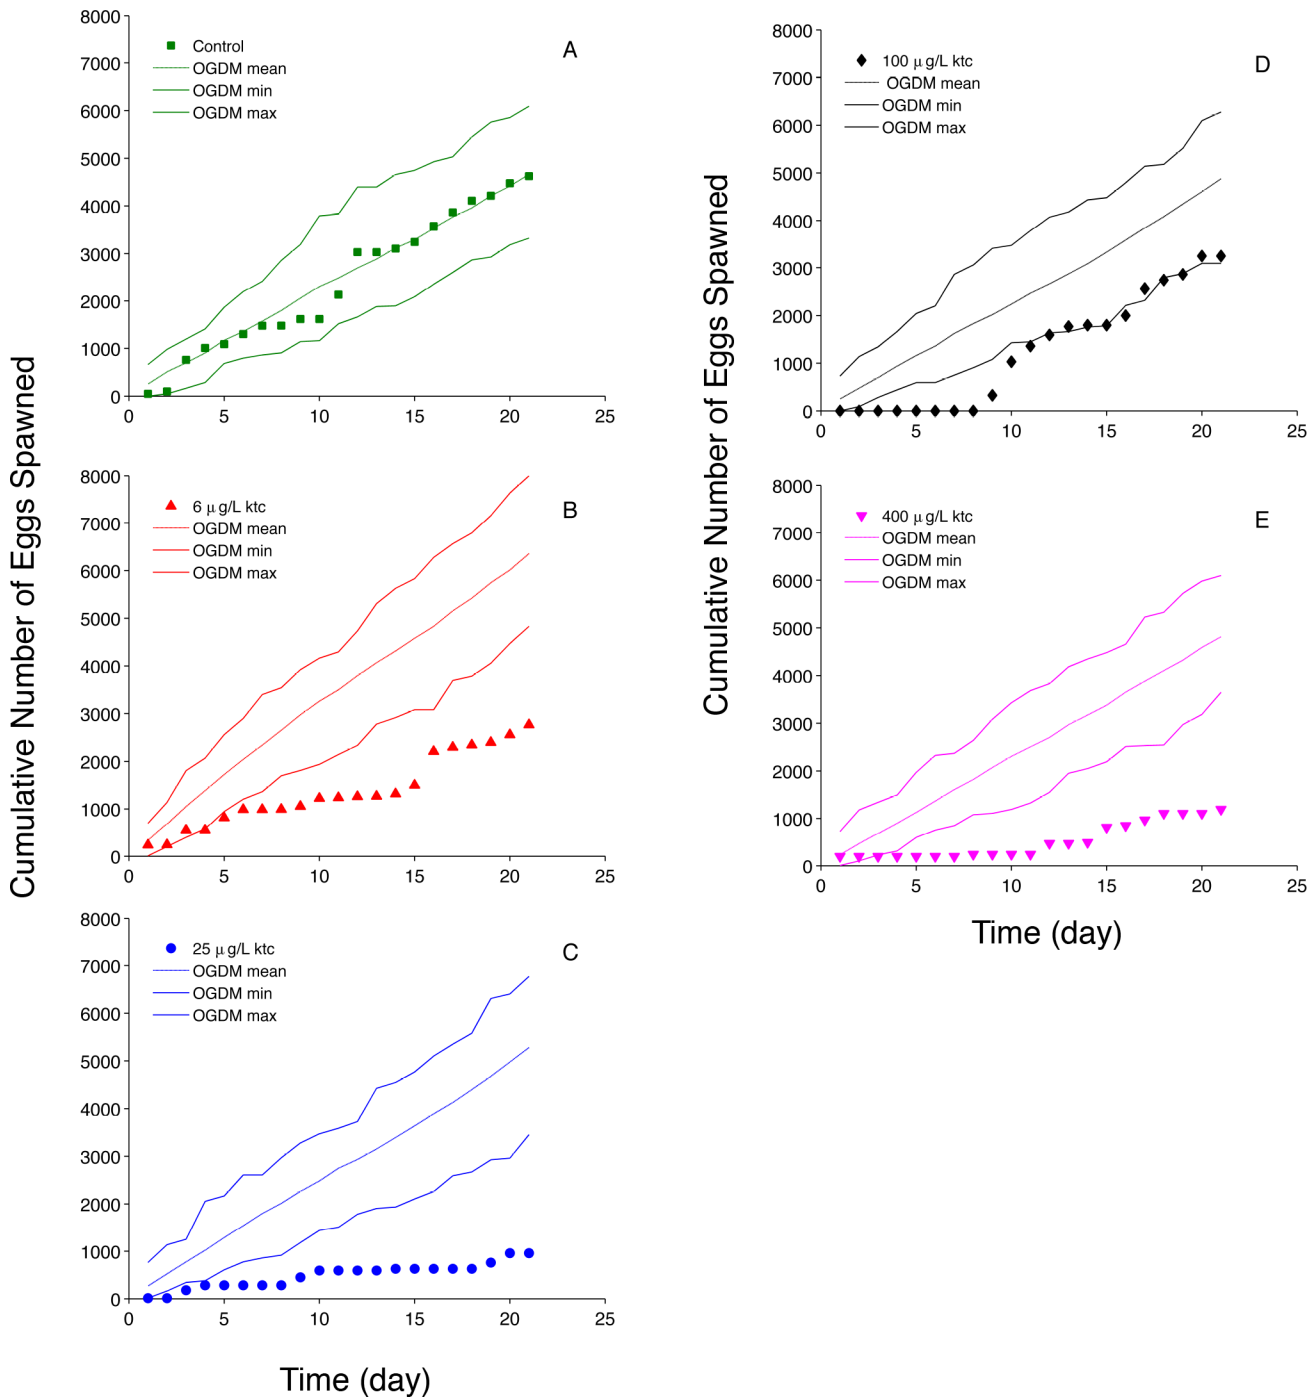 Cumulative Number of Eggs Spawned
8000
7000
6000
5000
4000
3000
2000
1000
0
Control
OGDM mean
OGDM min
OGDM max
A
0
5
10
15
20
25
8000
7000
6000
5000
4000
3000
2000
1000
0
6 μ g/L ktc
OGDM mean
OGDM min
OGDM max
B
0
5
10
15
20
25
8000
7000
6000
5000
4000
3000
2000
1000
0
25 μ g/L ktc
OGDM mean
OGDM min
OGDM max
C
0
5
10
15
20
25
Time (day)
Cumulative Number of Eggs Spawned
8000
7000
6000
5000
4000
3000
2000
1000
0
100 μ g/L ktc
OGDM mean
OGDM min
OGDM max
D
0
5
10
15
20
25
8000
7000
6000
5000
4000
3000
2000
1000
0
400 μ g/L ktc
OGDM mean
OGDM min
OGDM max
E
0
5
10
15
20
25
Time (day)